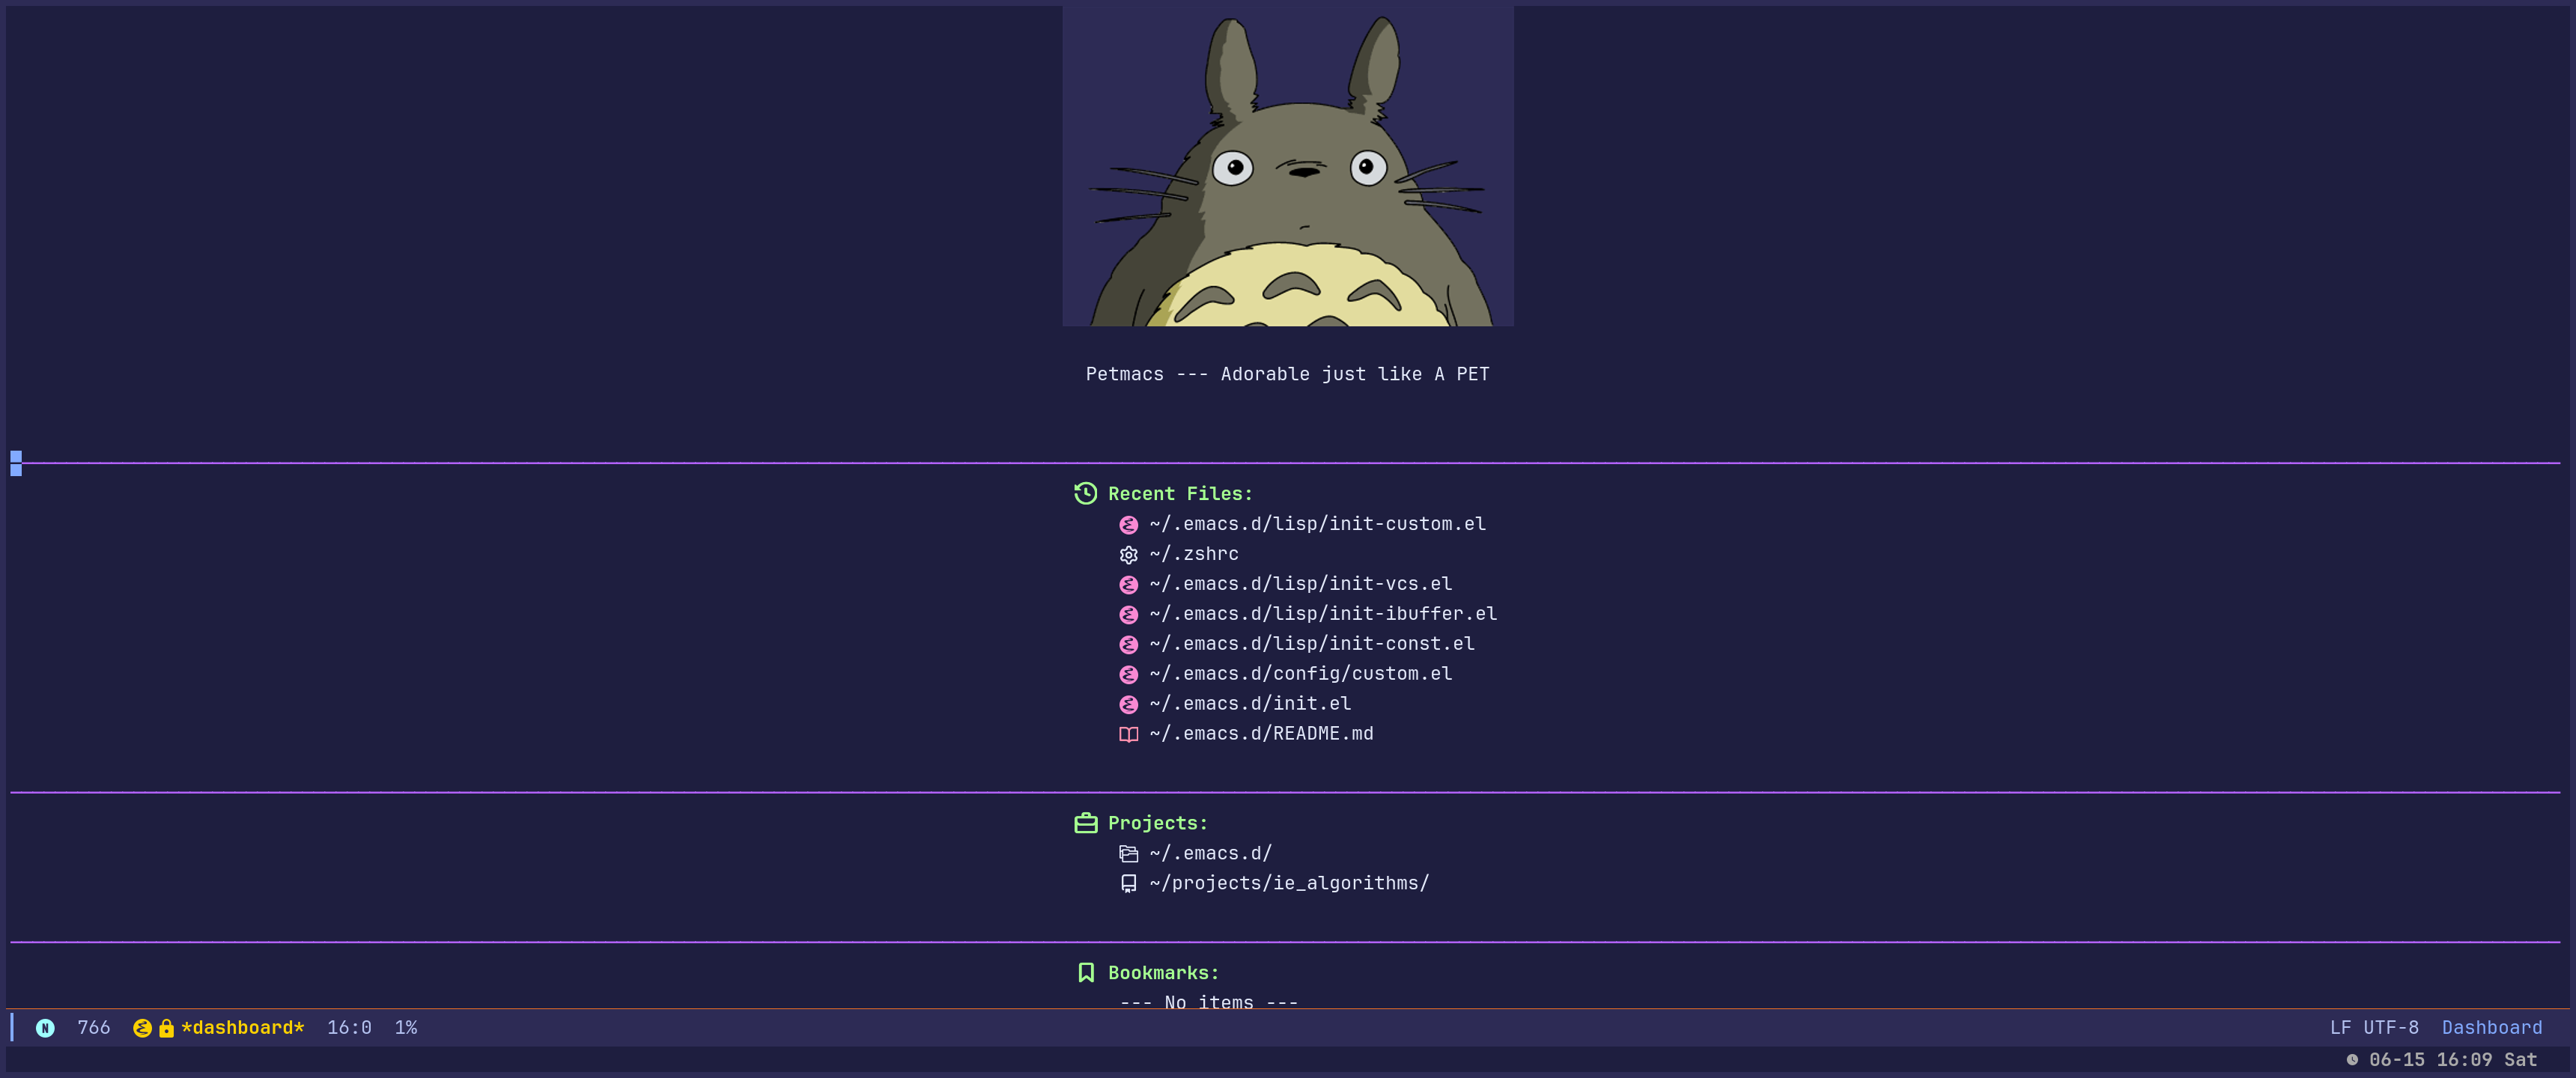 Petmacs --- Adorable just like A PET
Recent Files:
~/.emacs.d/lisp/init-custom.el
~/.zshrc
~/.emacs.d/lisp/init-vcs.el
~/.emacs.d/lisp/init-ibuffer.el
~/.emacs.d/lisp/init-const.el
~/.emacs.d/config/custom.el
~/.emacs.d/init.el
~/.emacs.d/README.md
Projects:
~/.emacs.d/
~/projects/ie_algorithms/
Bookmarks:
--- No items ---
N 766 *dashboard* 16:0 1% LF UTF-8 Dashboard
06-15 16:09 Sat